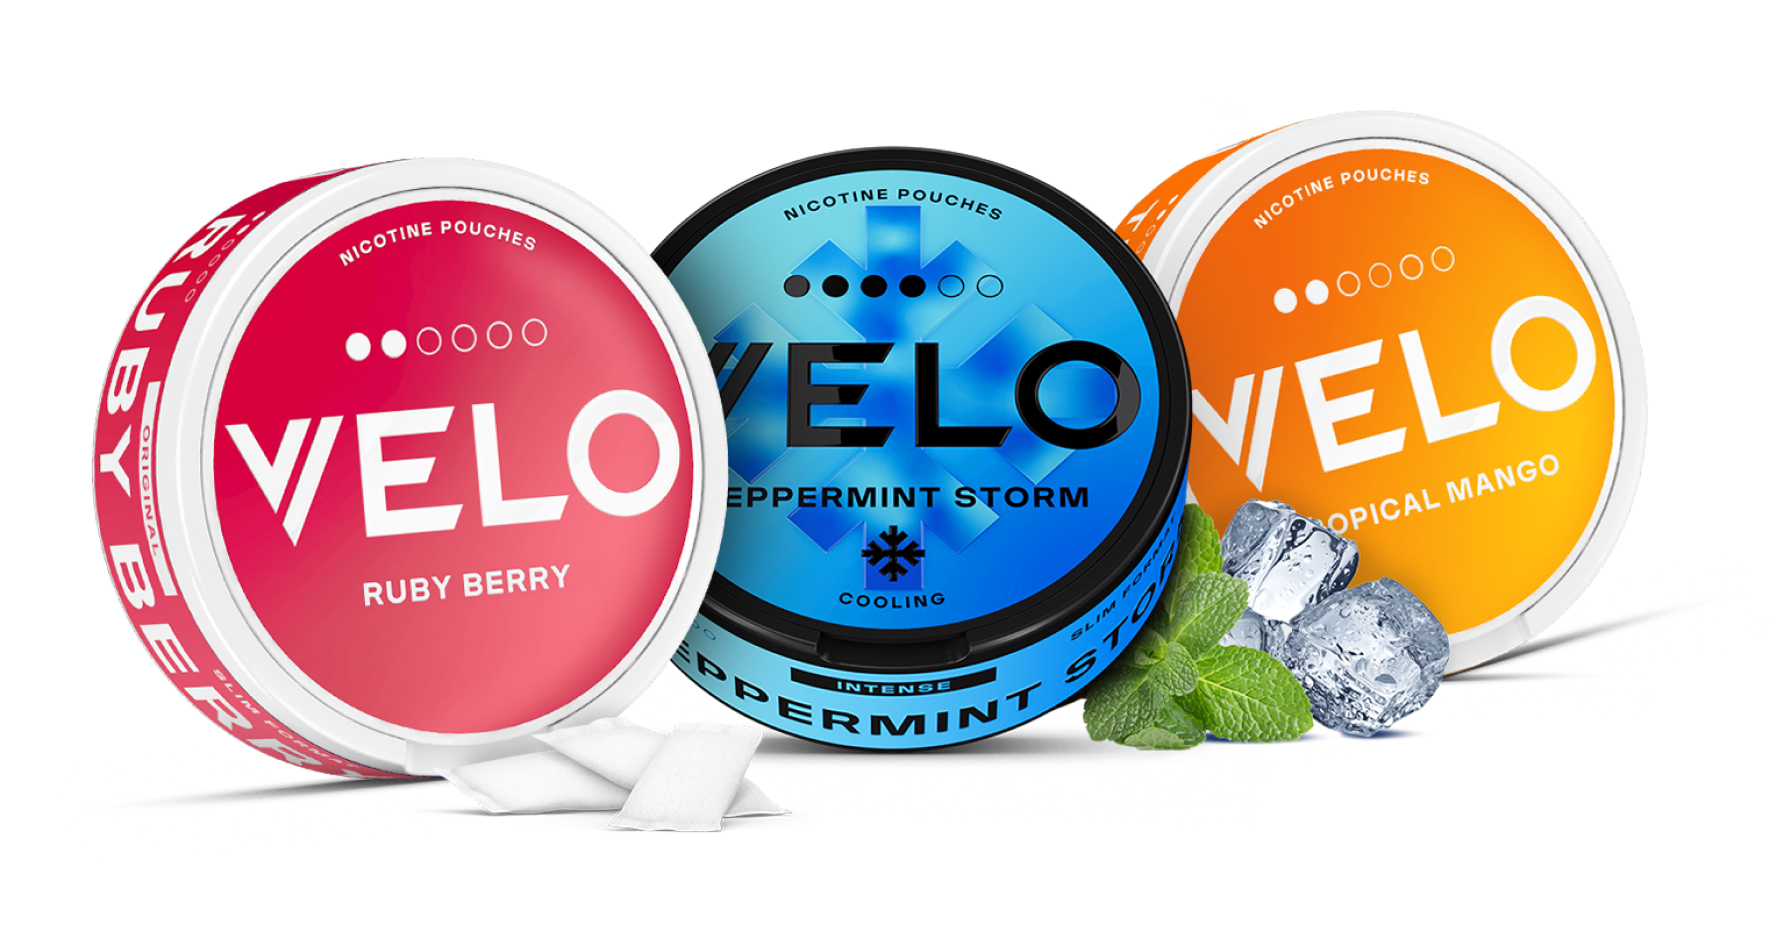 NICOTINE POUCHES
VELO
RUBY BERRY
RUBY BERRY
ORIGINAL
SLIM FORMAT
NICOTINE POUCHES
VELO
EPPERMINT STORM
COOLING
INTENSE
EPPERMINT STOR
SLIM FORMA
NICOTINE POUCHES
VELO
OPICAL MANGO